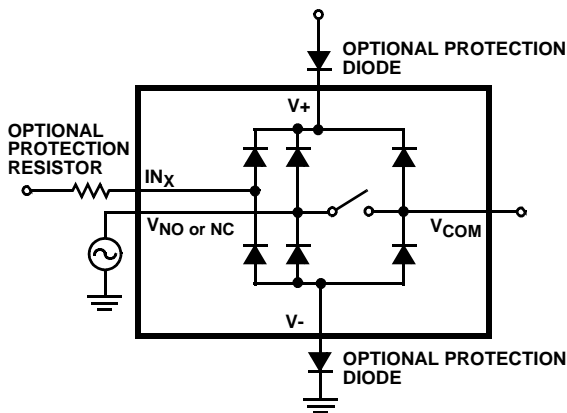 OPTIONAL PROTECTION
DIODE
V+
OPTIONAL
PROTECTION
RESISTOR
INX
VNO or NC
VCOM
V-
OPTIONAL PROTECTION
DIODE